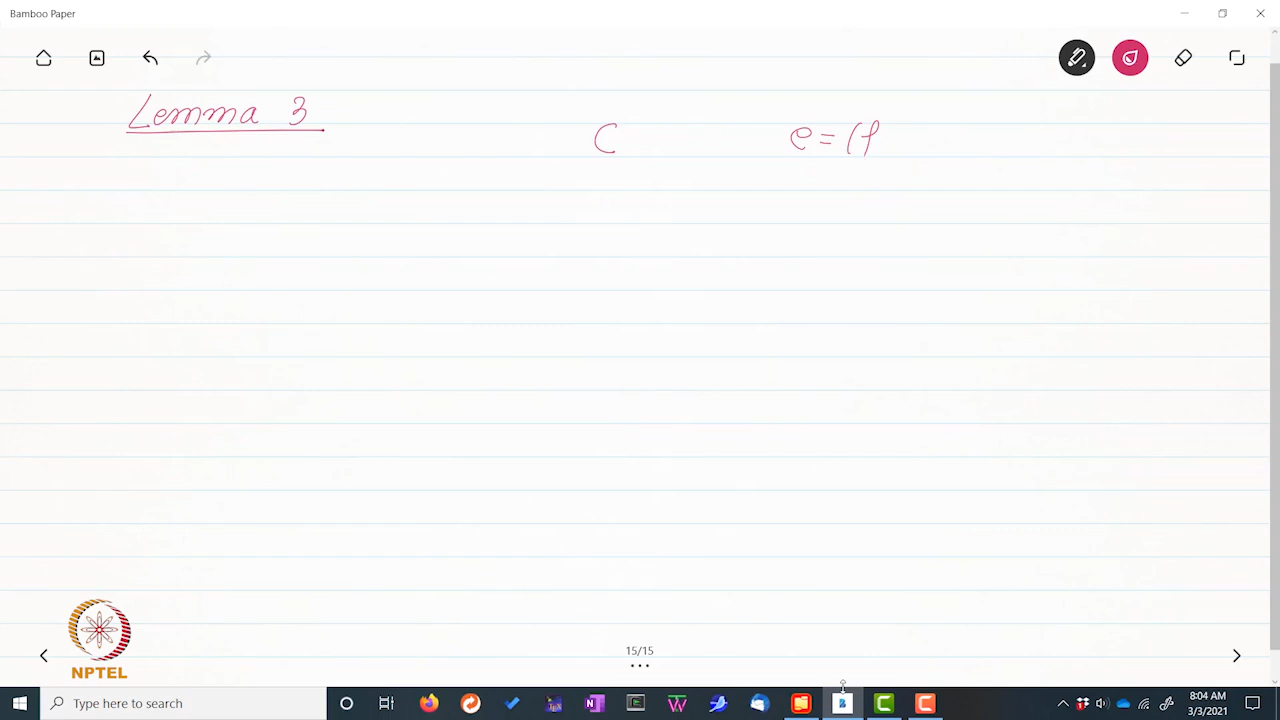 Bamboo Paper
Lemma 3
C e = (f
15/15
NPTEL
Type here to search
8:04 AM
3/3/2021